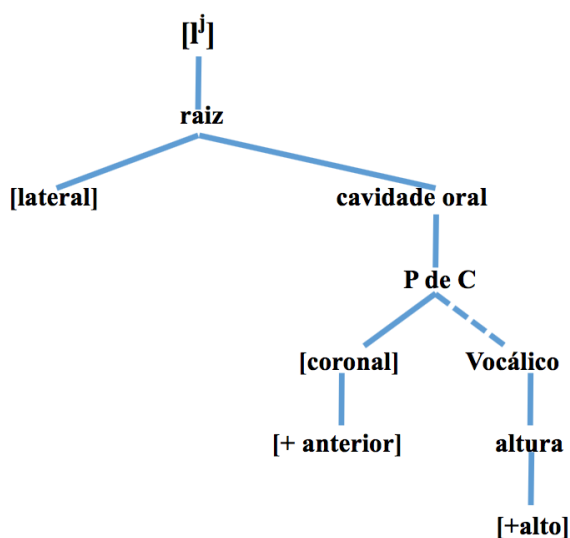 [lʲ]
raiz
[lateral] cavidade oral
P de C
[coronal] Vocálico
[+ anterior] altura
[+alto]